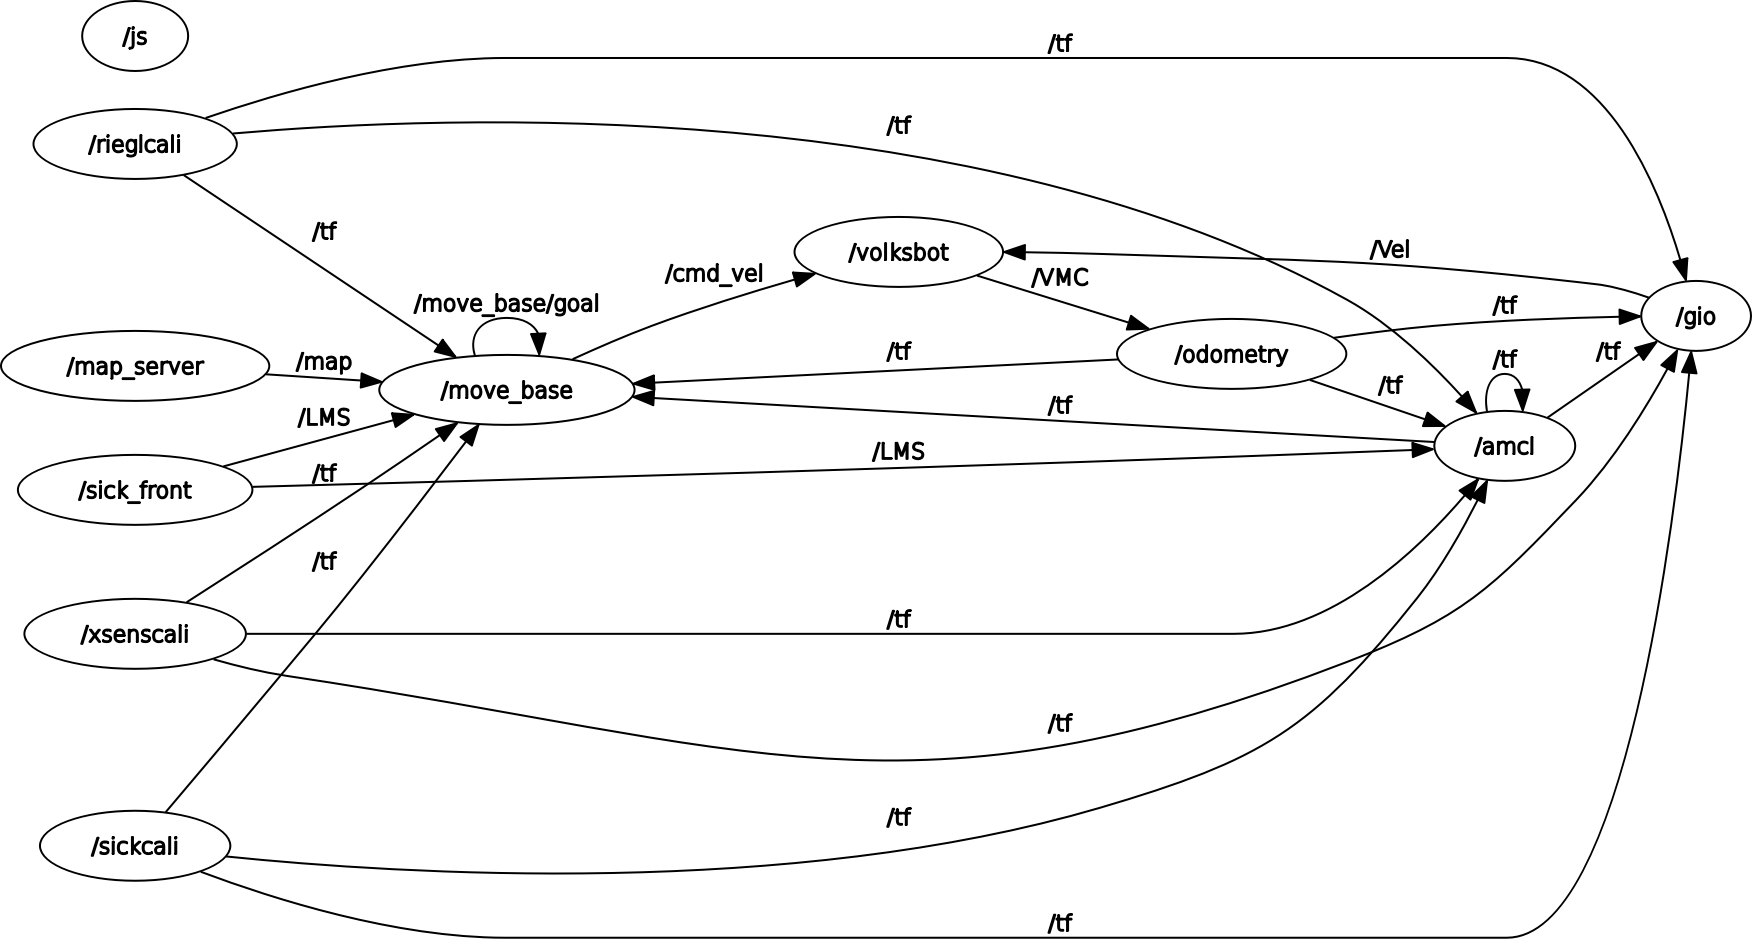 /js
/tf
/rieglcali
/tf
/tf
/volksbot
/Vel
/cmd_vel
/VMC
/move_base/goal
/tf
/gio
/map_server
/map
/move_base
/tf
/odometry
/tf
/tf
/tf
/tf
/LMS
/amcl
/sick_front
/tf
/LMS
/tf
/xsenscali
/tf
/tf
/sickcali
/tf
/tf